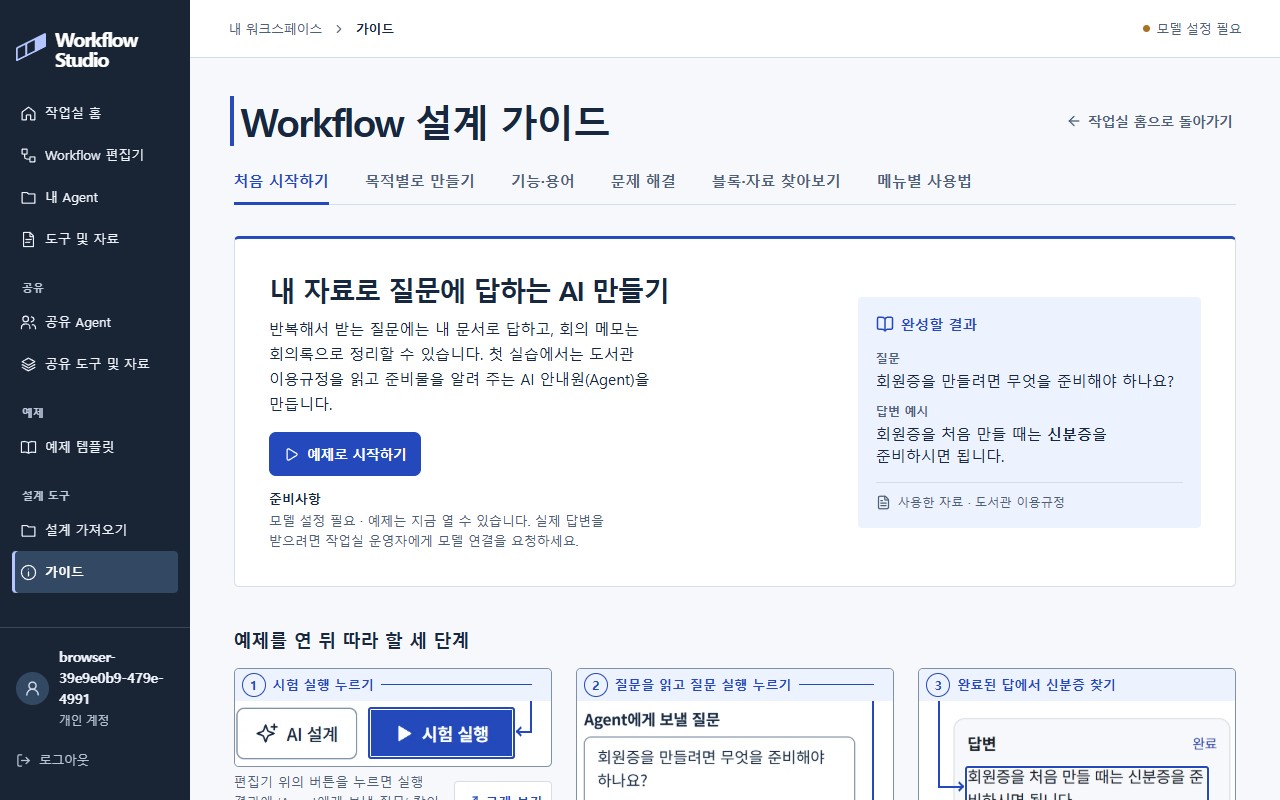 Workflow
Studio
작업실 홈
Workflow 편집기
내 Agent
도구 및 자료
공유
공유 Agent
공유 도구 및 자료
예제
예제 템플릿
설계 도구
설계 가져오기
가이드
browser-
39e9e0b9-479e-
4991
개인 계정
로그아웃
내 워크스페이스 > 가이드
모델 설정 필요
Workflow 설계 가이드
← 작업실 홈으로 돌아가기
처음 시작하기 목적별로 만들기 기능·용어 문제 해결 블록·자료 찾아보기 메뉴별 사용법
내 자료로 질문에 답하는 AI 만들기
반복해서 받는 질문에는 내 문서로 답하고, 회의 메모는
회의록으로 정리할 수 있습니다. 첫 실습에서는 도서관
이용규정을 읽고 준비물을 알려 주는 AI 안내원(Agent)을
만듭니다.
예제로 시작하기
준비사항
모델 설정 필요 · 예제는 지금 열 수 있습니다. 실제 답변을
받으려면 작업실 운영자에게 모델 연결을 요청하세요.
완성할 결과
질문
회원증을 만들려면 무엇을 준비해야 하나요?
답변 예시
회원증을 처음 만들 때는 신분증을
준비하시면 됩니다.
사용한 자료 · 도서관 이용규정
예제를 연 뒤 따라 할 세 단계
1 시험 실행 누르기
AI 설계
시험 실행
편집기 위의 버튼을 누르면 실행
2 질문을 읽고 질문 실행 누르기
Agent에게 보낼 질문
회원증을 만들려면 무엇을 준비해야
하나요?
3 완료된 답에서 신분증 찾기
답변
완료
회원증을 처음 만들 때는 신분증을 준
비하시면 됩니다.